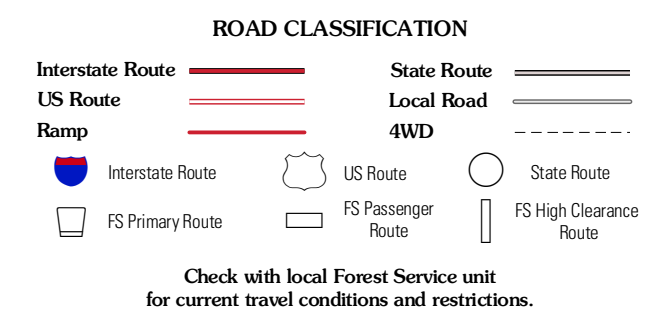 ROAD CLASSIFICATION
Interstate Route
State Route
US Route
Local Road
Ramp
4WD
Interstate Route
US Route
State Route
FS Primary Route
FS Passenger
Route
FS High Clearance
Route
Check with local Forest Service unit
for current travel conditions and restrictions.